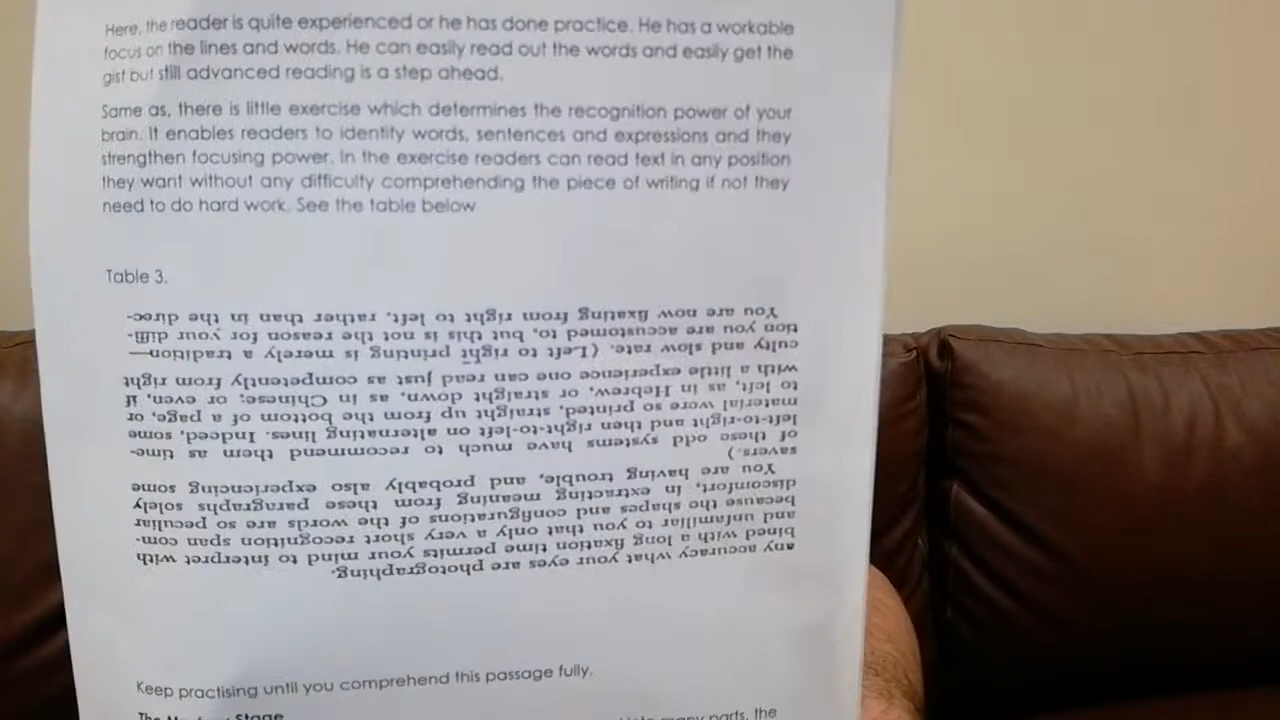 Here, the reader is quite experienced or he has done practice. He has a workable
focus on the lines and words. He can easily read out the words and easily get the
gist but still advanced reading is a step ahead.
Same as, there is little exercise which determines the recognition power of your
brain. It enables readers to identify words, sentences and expressions and they
strengthen focusing power. In the exercise readers can read text in any position
they want without any difficulty comprehending the piece of writing if not they
need to do hard work. See the table below
Table 3.
You are now fixating from right to left, rather than in the direc-
tion you are accustomed to, but this is not the reason for your diffi-
culty and slow rate. (Left to right printing is merely a tradition—
with a little experience one can read just as competently from right
to left, as in Hebrew, or straight down, as in Chinese; or even, if
material were so printed, straight up from the bottom of a page, or
left-to-right and then right-to-left on alternating lines. Indeed, some
of these odd systems have much to recommend them as time-
savers.)
You are having trouble, and probably also experiencing some
discomfort, in extracting meaning from these paragraphs solely
because the shapes and configurations of the words are so peculiar
and unfamiliar to you that only a very short recognition span com-
bined with a long fixation time permits your mind to interpret with
any accuracy what your eyes are photographing.
Keep practising until you comprehend this passage fully.
The Stage
many parts, the